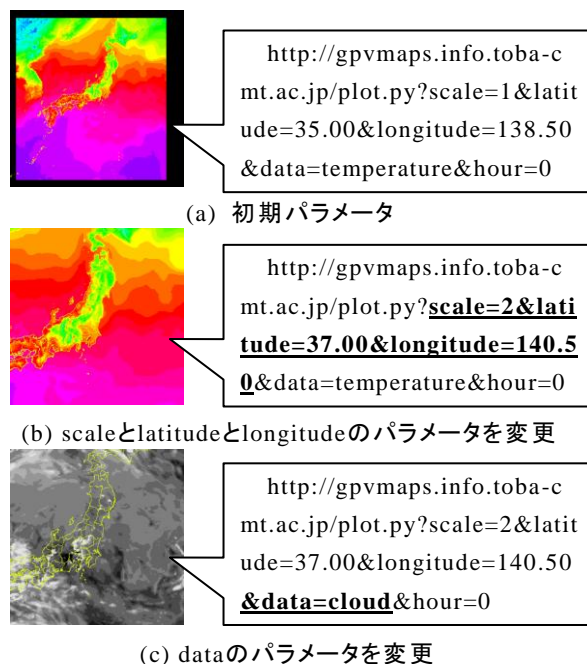 http://gpvmaps.info.toba-c
mt.ac.jp/plot.py?scale=1&latit
ude=35.00&longitude=138.50
&data=temperature&hour=0
(a) 初期パラメータ
http://gpvmaps.info.toba-c
mt.ac.jp/plot.py?scale=2&lati
tude=37.00&longitude=140.5
0&data=temperature&hour=0
(b) scaleとlatitudeとlongitudeのパラメータを変更
http://gpvmaps.info.toba-c
mt.ac.jp/plot.py?scale=2&latit
ude=37.00&longitude=140.50
&data=cloud&hour=0
(c) dataのパラメータを変更